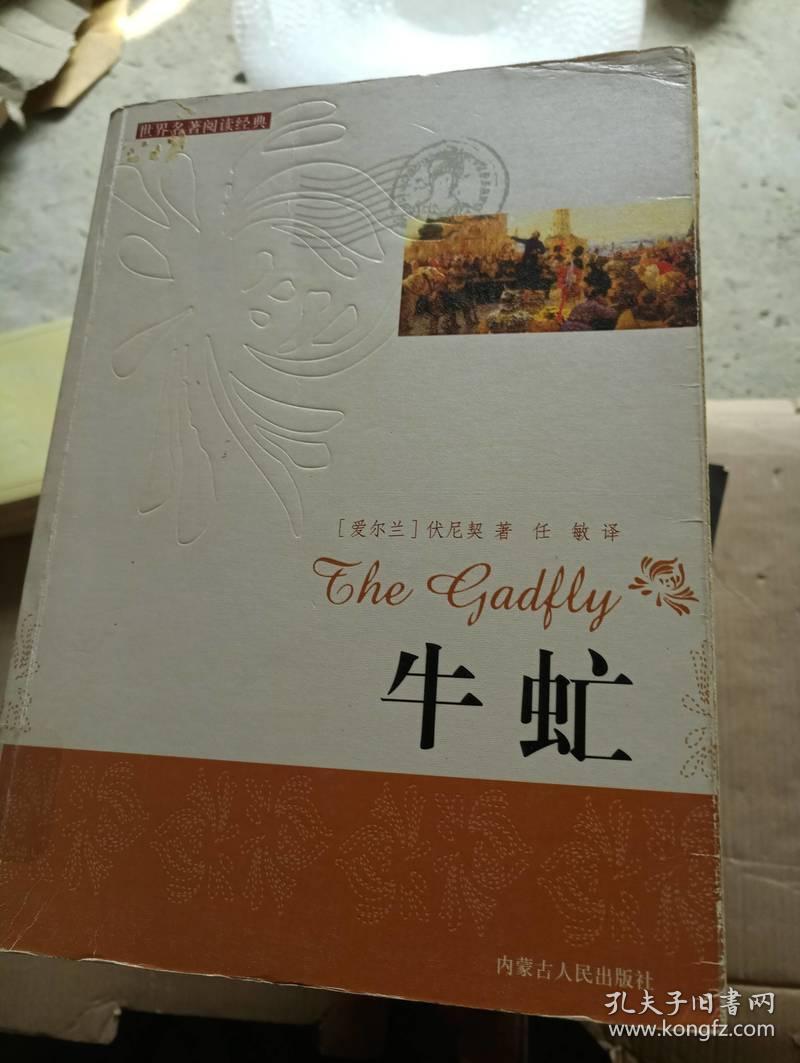 世界名著阅读经典
[爱尔兰] 伏尼契 著 任 敏 译
The Gadfly
牛虻
内蒙古人民出版社
孔夫子旧書网
www.kongfz.com